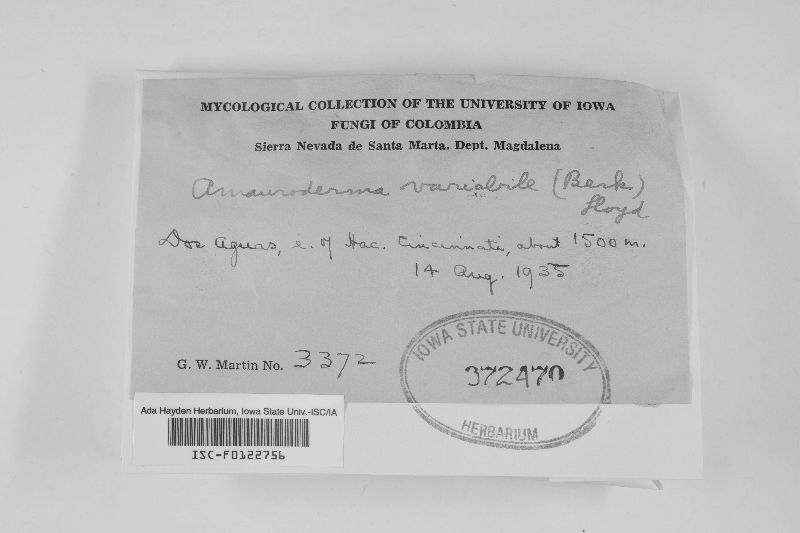 MYCOLOGICAL COLLECTION OF THE UNIVERSITY OF IOWA
FUNGI OF COLOMBIA
Sierra Nevada de Santa Marta. Dept. Magdalena
Amauroderma variabile (Berk)
Lloyd
Dos Aguas, e. of Hac. Cincinnati, about 1500 m.
14 Aug. 1935
G. W. Martin No. 3372
IOWA STATE UNIVERSITY
372470
HERBARIUM
Ada Hayden Herbarium, Iowa State Univ.-ISC/IA
ISC-F0122756